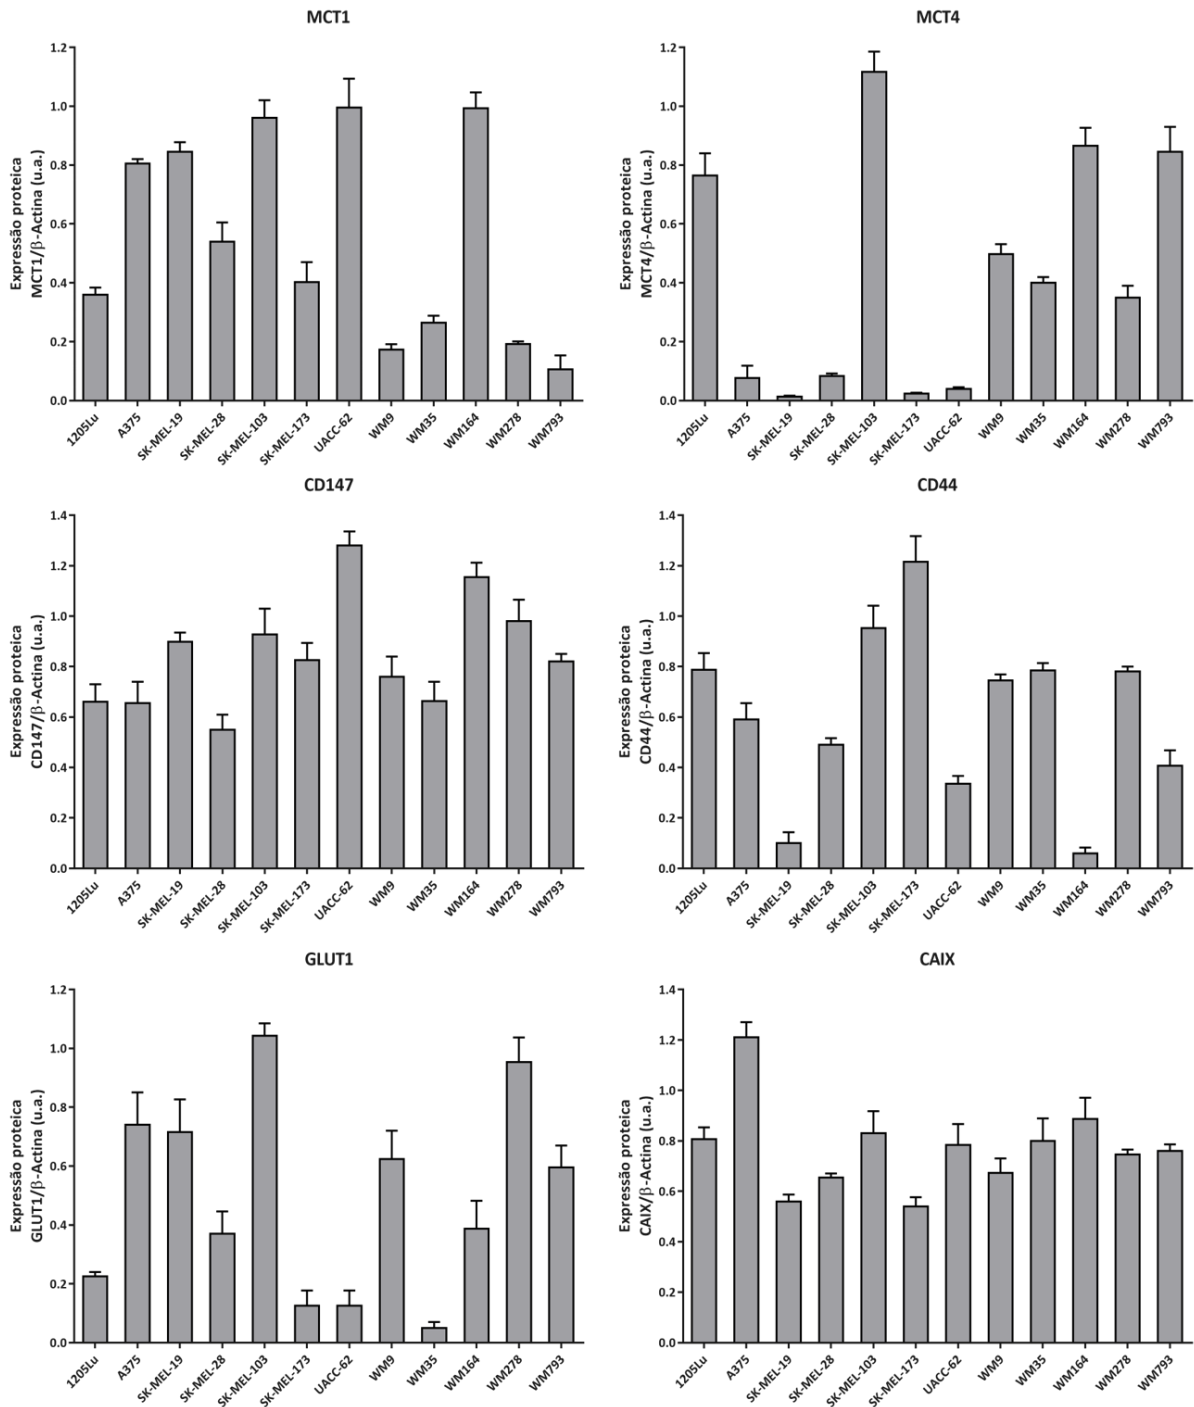 MCT1
Expressão proteica
MCT1/β-Actina (u.a.)
1.2
1.0
0.8
0.6
0.4
0.2
0.0
1205Lu
A375
SK-MEL-19
SK-MEL-28
SK-MEL-103
SK-MEL-173
UACC-62
WM9
WM35
WM164
WM278
WM793
MCT4
Expressão proteica
MCT4/β-Actina (u.a.)
1.2
1.0
0.8
0.6
0.4
0.2
0.0
1205Lu
A375
SK-MEL-19
SK-MEL-28
SK-MEL-103
SK-MEL-173
UACC-62
WM9
WM35
WM164
WM278
WM793
CD147
Expressão proteica
CD147/β-Actina (u.a.)
1.4
1.2
1.0
0.8
0.6
0.4
0.2
0.0
1205Lu
A375
SK-MEL-19
SK-MEL-28
SK-MEL-103
SK-MEL-173
UACC-62
WM9
WM35
WM164
WM278
WM793
CD44
Expressão proteica
CD44/β-Actina (u.a.)
1.4
1.2
1.0
0.8
0.6
0.4
0.2
0.0
1205Lu
A375
SK-MEL-19
SK-MEL-28
SK-MEL-103
SK-MEL-173
UACC-62
WM9
WM35
WM164
WM278
WM793
GLUT1
Expressão proteica
GLUT1/β-Actina (u.a.)
1.2
1.0
0.8
0.6
0.4
0.2
0.0
1205Lu
A375
SK-MEL-19
SK-MEL-28
SK-MEL-103
SK-MEL-173
UACC-62
WM9
WM35
WM164
WM278
WM793
CAIX
Expressão proteica
CAIX/β-Actina (u.a.)
1.4
1.2
1.0
0.8
0.6
0.4
0.2
0.0
1205Lu
A375
SK-MEL-19
SK-MEL-28
SK-MEL-103
SK-MEL-173
UACC-62
WM9
WM35
WM164
WM278
WM793